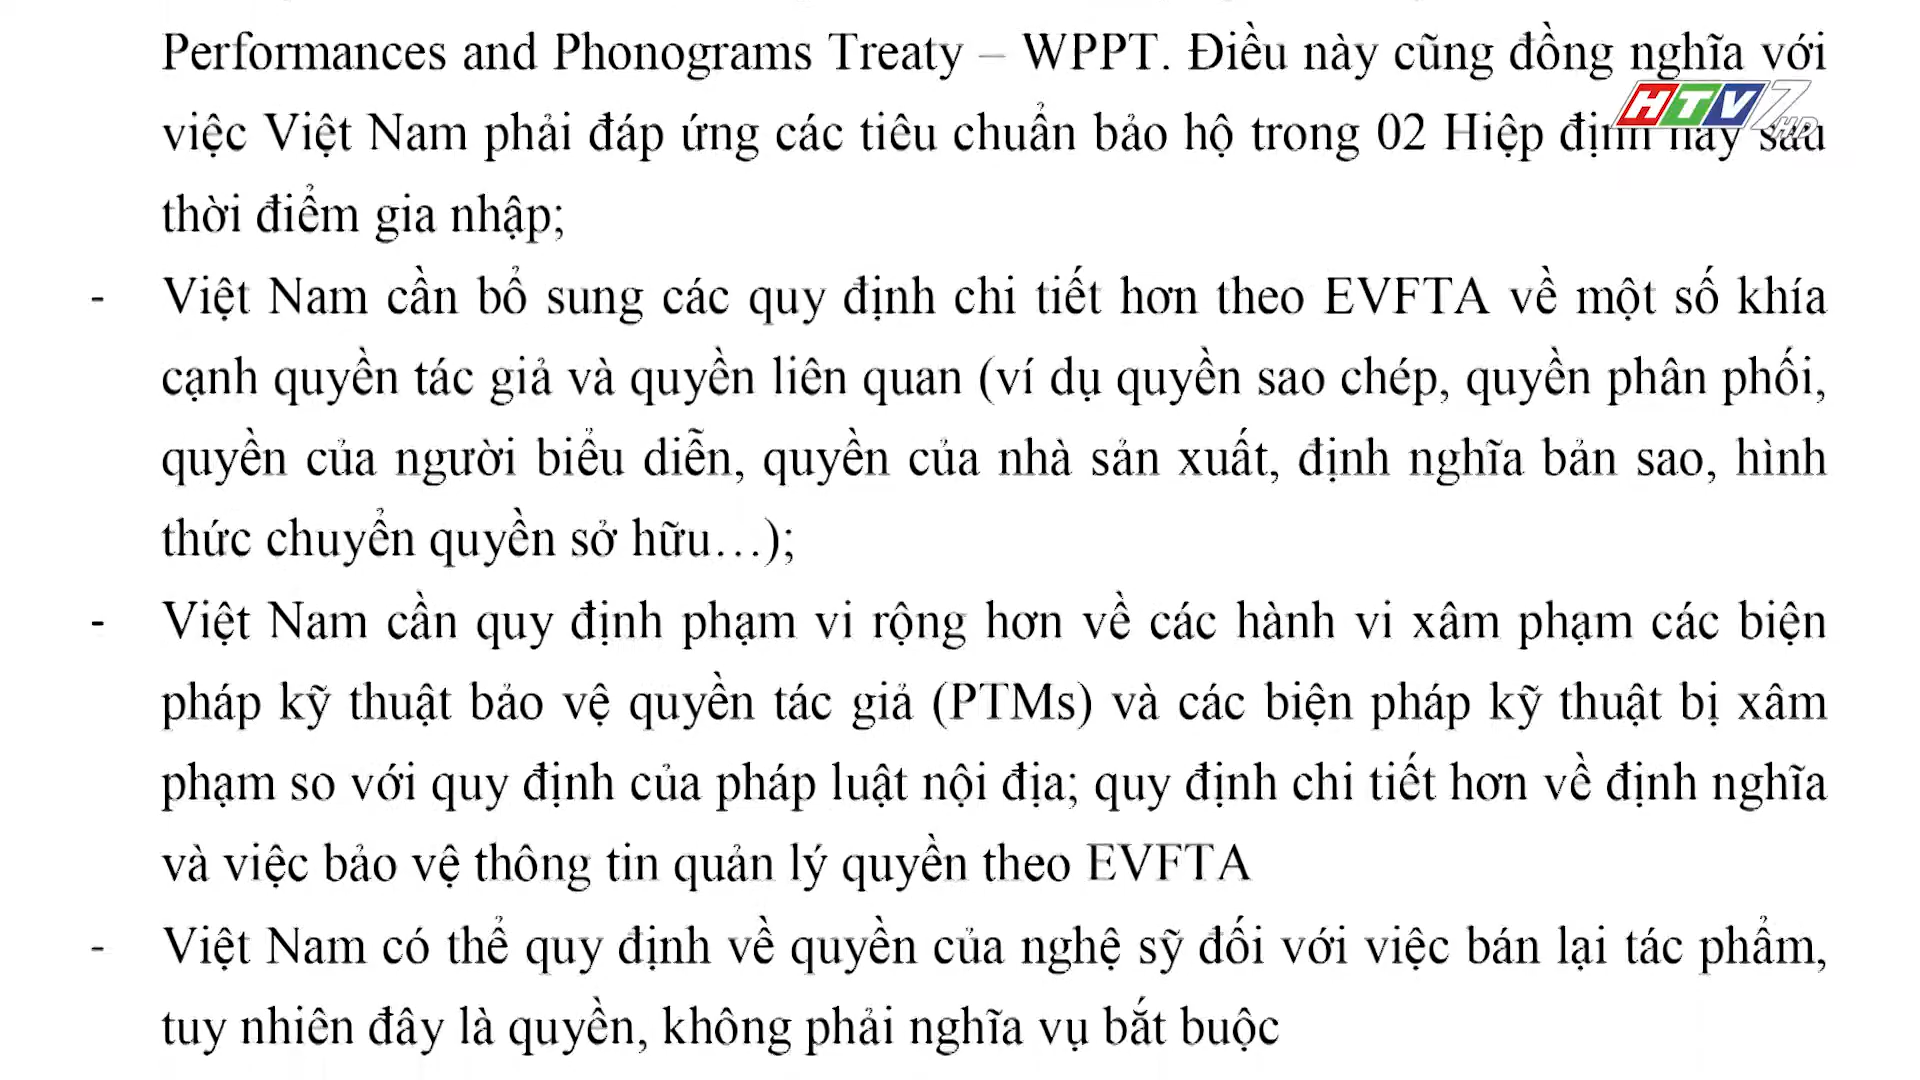 Performances and Phonograms Treaty – WPPT. Điều này cũng đồng nghĩa với
HTV7 HD
việc Việt Nam phải đáp ứng các tiêu chuẩn bảo hộ trong 02 Hiệp định này sau
thời điểm gia nhập;
- Việt Nam cần bổ sung các quy định chi tiết hơn theo EVFTA về một số khía
cạnh quyền tác giả và quyền liên quan (ví dụ quyền sao chép, quyền phân phối,
quyền của người biểu diễn, quyền của nhà sản xuất, định nghĩa bản sao, hình
thức chuyển quyền sở hữu…);
- Việt Nam cần quy định phạm vi rộng hơn về các hành vi xâm phạm các biện
pháp kỹ thuật bảo vệ quyền tác giả (PTMs) và các biện pháp kỹ thuật bị xâm
phạm so với quy định của pháp luật nội địa; quy định chi tiết hơn về định nghĩa
và việc bảo vệ thông tin quản lý quyền theo EVFTA
- Việt Nam có thể quy định về quyền của nghệ sỹ đối với việc bán lại tác phẩm,
tuy nhiên đây là quyền, không phải nghĩa vụ bắt buộc